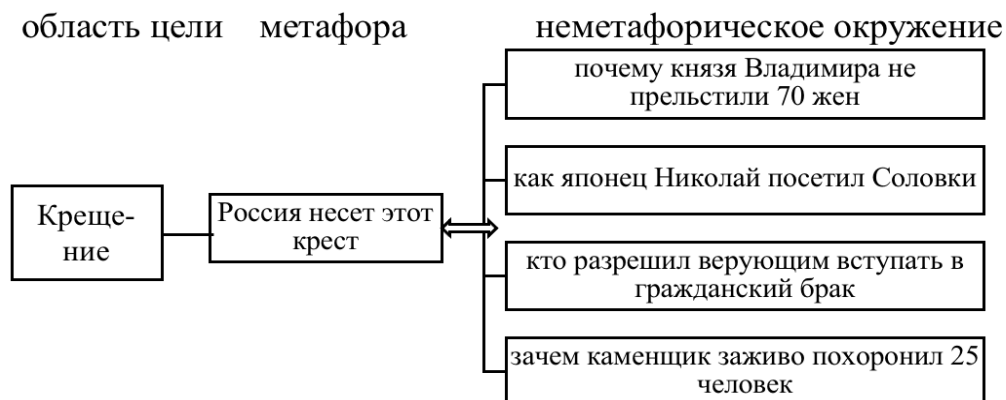 область цели метафора неметафорическое окружение
почему князя Владимира не
прельстили 70 жен
как японец Николай посетил Соловки
Креще-
ние
Россия несет этот
крест
кто разрешил верующим вступать в
гражданский брак
зачем каменщик заживо похоронил 25
человек